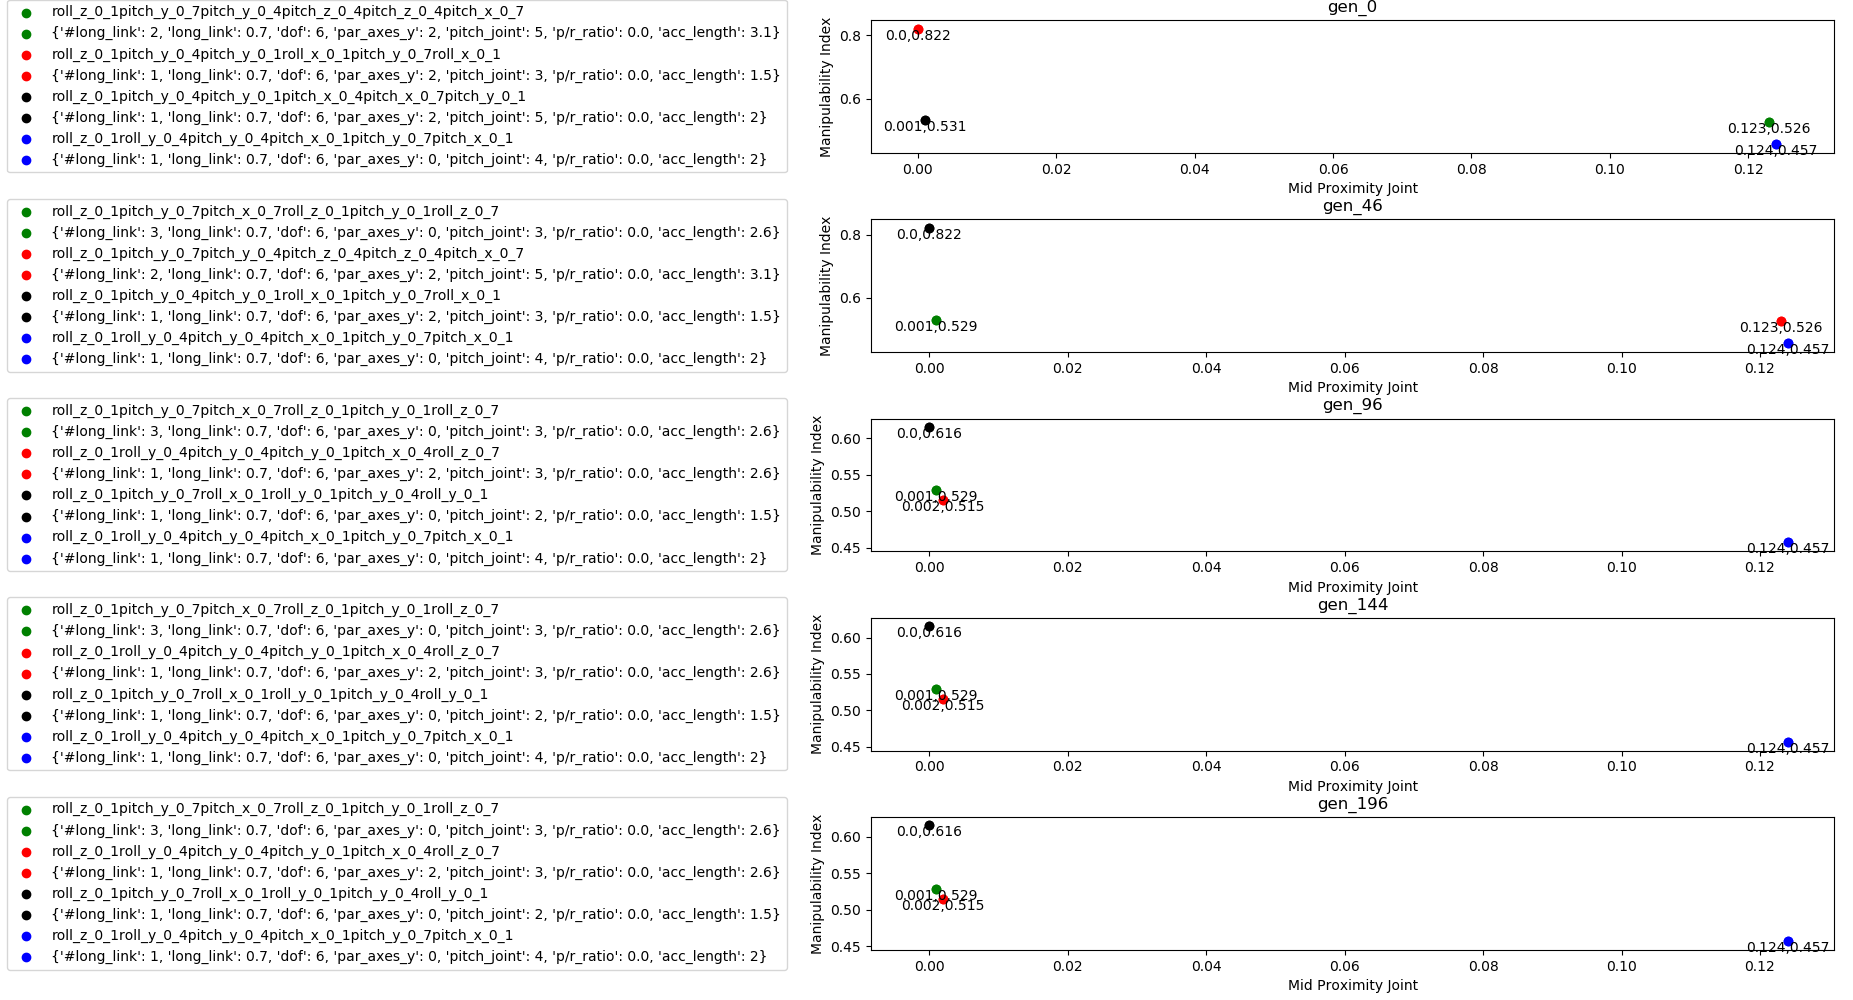 roll_z_0_1pitch_y_0_7pitch_y_0_4pitch_z_0_4pitch_z_0_4pitch_x_0_7
{'#long_link': 2, 'long_link': 0.7, 'dof': 6, 'par_axes_y': 2, 'pitch_joint': 5, 'p/r_ratio': 0.0, 'acc_length': 3.1}
roll_z_0_1pitch_y_0_4pitch_y_0_1roll_x_0_1pitch_y_0_7roll_x_0_1
{'#long_link': 1, 'long_link': 0.7, 'dof': 6, 'par_axes_y': 2, 'pitch_joint': 3, 'p/r_ratio': 0.0, 'acc_length': 1.5}
roll_z_0_1pitch_y_0_4pitch_y_0_1pitch_x_0_4pitch_x_0_7pitch_y_0_1
{'#long_link': 1, 'long_link': 0.7, 'dof': 6, 'par_axes_y': 2, 'pitch_joint': 5, 'p/r_ratio': 0.0, 'acc_length': 2}
roll_z_0_1roll_y_0_4pitch_y_0_4pitch_x_0_1pitch_y_0_7pitch_x_0_1
{'#long_link': 1, 'long_link': 0.7, 'dof': 6, 'par_axes_y': 0, 'pitch_joint': 4, 'p/r_ratio': 0.0, 'acc_length': 2}
gen_0
Manipulability Index
0.8
0.6
0.0,0.822
0.001,0.531
0.123,0.526
0.124,0.457
0.00 0.02 0.04 0.06 0.08 0.10 0.12
Mid Proximity Joint
roll_z_0_1pitch_y_0_7pitch_x_0_7roll_z_0_1pitch_y_0_1roll_z_0_7
{'#long_link': 3, 'long_link': 0.7, 'dof': 6, 'par_axes_y': 0, 'pitch_joint': 3, 'p/r_ratio': 0.0, 'acc_length': 2.6}
roll_z_0_1pitch_y_0_7pitch_y_0_4pitch_z_0_4pitch_z_0_4pitch_x_0_7
{'#long_link': 2, 'long_link': 0.7, 'dof': 6, 'par_axes_y': 2, 'pitch_joint': 5, 'p/r_ratio': 0.0, 'acc_length': 3.1}
roll_z_0_1pitch_y_0_4pitch_y_0_1roll_x_0_1pitch_y_0_7roll_x_0_1
{'#long_link': 1, 'long_link': 0.7, 'dof': 6, 'par_axes_y': 2, 'pitch_joint': 3, 'p/r_ratio': 0.0, 'acc_length': 1.5}
roll_z_0_1roll_y_0_4pitch_y_0_4pitch_x_0_1pitch_y_0_7pitch_x_0_1
{'#long_link': 1, 'long_link': 0.7, 'dof': 6, 'par_axes_y': 0, 'pitch_joint': 4, 'p/r_ratio': 0.0, 'acc_length': 2}
gen_46
Manipulability Index
0.8
0.6
0.0,0.822
0.001,0.529
0.123,0.526
0.124,0.457
0.00 0.02 0.04 0.06 0.08 0.10 0.12
Mid Proximity Joint
roll_z_0_1pitch_y_0_7pitch_x_0_7roll_z_0_1pitch_y_0_1roll_z_0_7
{'#long_link': 3, 'long_link': 0.7, 'dof': 6, 'par_axes_y': 0, 'pitch_joint': 3, 'p/r_ratio': 0.0, 'acc_length': 2.6}
roll_z_0_1roll_y_0_4pitch_y_0_4pitch_y_0_1pitch_x_0_4roll_z_0_7
{'#long_link': 1, 'long_link': 0.7, 'dof': 6, 'par_axes_y': 2, 'pitch_joint': 3, 'p/r_ratio': 0.0, 'acc_length': 2.6}
roll_z_0_1pitch_y_0_7roll_x_0_1roll_y_0_1pitch_y_0_4roll_y_0_1
{'#long_link': 1, 'long_link': 0.7, 'dof': 6, 'par_axes_y': 0, 'pitch_joint': 2, 'p/r_ratio': 0.0, 'acc_length': 1.5}
roll_z_0_1roll_y_0_4pitch_y_0_4pitch_x_0_1pitch_y_0_7pitch_x_0_1
{'#long_link': 1, 'long_link': 0.7, 'dof': 6, 'par_axes_y': 0, 'pitch_joint': 4, 'p/r_ratio': 0.0, 'acc_length': 2}
gen_96
Manipulability Index
0.60
0.55
0.50
0.45
0.0,0.616
0.001,0.529
0.002,0.515
0.124,0.457
0.00 0.02 0.04 0.06 0.08 0.10 0.12
Mid Proximity Joint
roll_z_0_1pitch_y_0_7pitch_x_0_7roll_z_0_1pitch_y_0_1roll_z_0_7
{'#long_link': 3, 'long_link': 0.7, 'dof': 6, 'par_axes_y': 0, 'pitch_joint': 3, 'p/r_ratio': 0.0, 'acc_length': 2.6}
roll_z_0_1roll_y_0_4pitch_y_0_4pitch_y_0_1pitch_x_0_4roll_z_0_7
{'#long_link': 1, 'long_link': 0.7, 'dof': 6, 'par_axes_y': 2, 'pitch_joint': 3, 'p/r_ratio': 0.0, 'acc_length': 2.6}
roll_z_0_1pitch_y_0_7roll_x_0_1roll_y_0_1pitch_y_0_4roll_y_0_1
{'#long_link': 1, 'long_link': 0.7, 'dof': 6, 'par_axes_y': 0, 'pitch_joint': 2, 'p/r_ratio': 0.0, 'acc_length': 1.5}
roll_z_0_1roll_y_0_4pitch_y_0_4pitch_x_0_1pitch_y_0_7pitch_x_0_1
{'#long_link': 1, 'long_link': 0.7, 'dof': 6, 'par_axes_y': 0, 'pitch_joint': 4, 'p/r_ratio': 0.0, 'acc_length': 2}
gen_144
Manipulability Index
0.60
0.55
0.50
0.45
0.0,0.616
0.001,0.529
0.002,0.515
0.124,0.457
0.00 0.02 0.04 0.06 0.08 0.10 0.12
Mid Proximity Joint
roll_z_0_1pitch_y_0_7pitch_x_0_7roll_z_0_1pitch_y_0_1roll_z_0_7
{'#long_link': 3, 'long_link': 0.7, 'dof': 6, 'par_axes_y': 0, 'pitch_joint': 3, 'p/r_ratio': 0.0, 'acc_length': 2.6}
roll_z_0_1roll_y_0_4pitch_y_0_4pitch_y_0_1pitch_x_0_4roll_z_0_7
{'#long_link': 1, 'long_link': 0.7, 'dof': 6, 'par_axes_y': 2, 'pitch_joint': 3, 'p/r_ratio': 0.0, 'acc_length': 2.6}
roll_z_0_1pitch_y_0_7roll_x_0_1roll_y_0_1pitch_y_0_4roll_y_0_1
{'#long_link': 1, 'long_link': 0.7, 'dof': 6, 'par_axes_y': 0, 'pitch_joint': 2, 'p/r_ratio': 0.0, 'acc_length': 1.5}
roll_z_0_1roll_y_0_4pitch_y_0_4pitch_x_0_1pitch_y_0_7pitch_x_0_1
{'#long_link': 1, 'long_link': 0.7, 'dof': 6, 'par_axes_y': 0, 'pitch_joint': 4, 'p/r_ratio': 0.0, 'acc_length': 2}
gen_196
Manipulability Index
0.60
0.55
0.50
0.45
0.0,0.616
0.001,0.529
0.002,0.515
0.124,0.457
0.00 0.02 0.04 0.06 0.08 0.10 0.12
Mid Proximity Joint